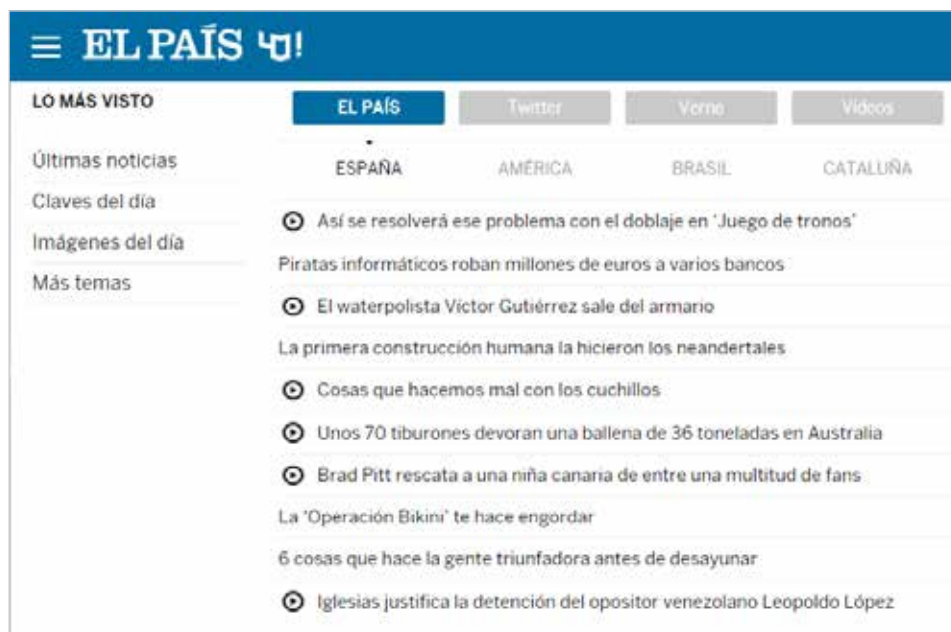 EL PAÍS 40!
LO MÁS VISTO
Últimas noticias
Claves del día
Imágenes del día
Más temas
EL PAÍS Twitter Verne Vídeos
ESPAÑA AMÉRICA BRASIL CATALUÑA
Así se resolverá ese problema con el doblaje en 'Juego de tronos'
Piratas informáticos roban millones de euros a varios bancos
El waterpolista Víctor Gutiérrez sale del armario
La primera construcción humana la hicieron los neandertales
Cosas que hacemos mal con los cuchillos
Unos 70 tiburones devoran una ballena de 36 toneladas en Australia
Brad Pitt rescata a una niña canaria de entre una multitud de fans
La 'Operación Bikini' te hace engordar
6 cosas que hace la gente triunfadora antes de desayunar
Iglesias justifica la detención del opositor venezolano Leopoldo López